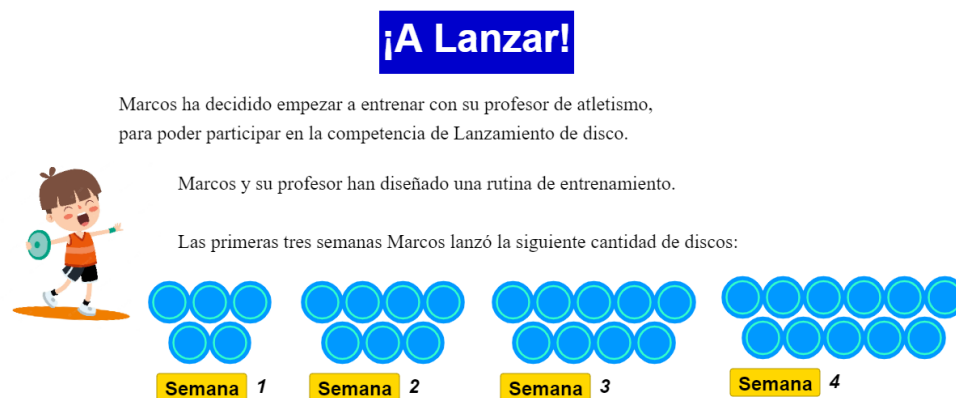 ¡A Lanzar!
Marcos ha decidido empezar a entrenar con su profesor de atletismo,
para poder participar en la competencia de Lanzamiento de disco.
Marcos y su profesor han diseñado una rutina de entrenamiento.
Las primeras tres semanas Marcos lanzó la siguiente cantidad de discos:
Semana 1 Semana 2 Semana 3 Semana 4